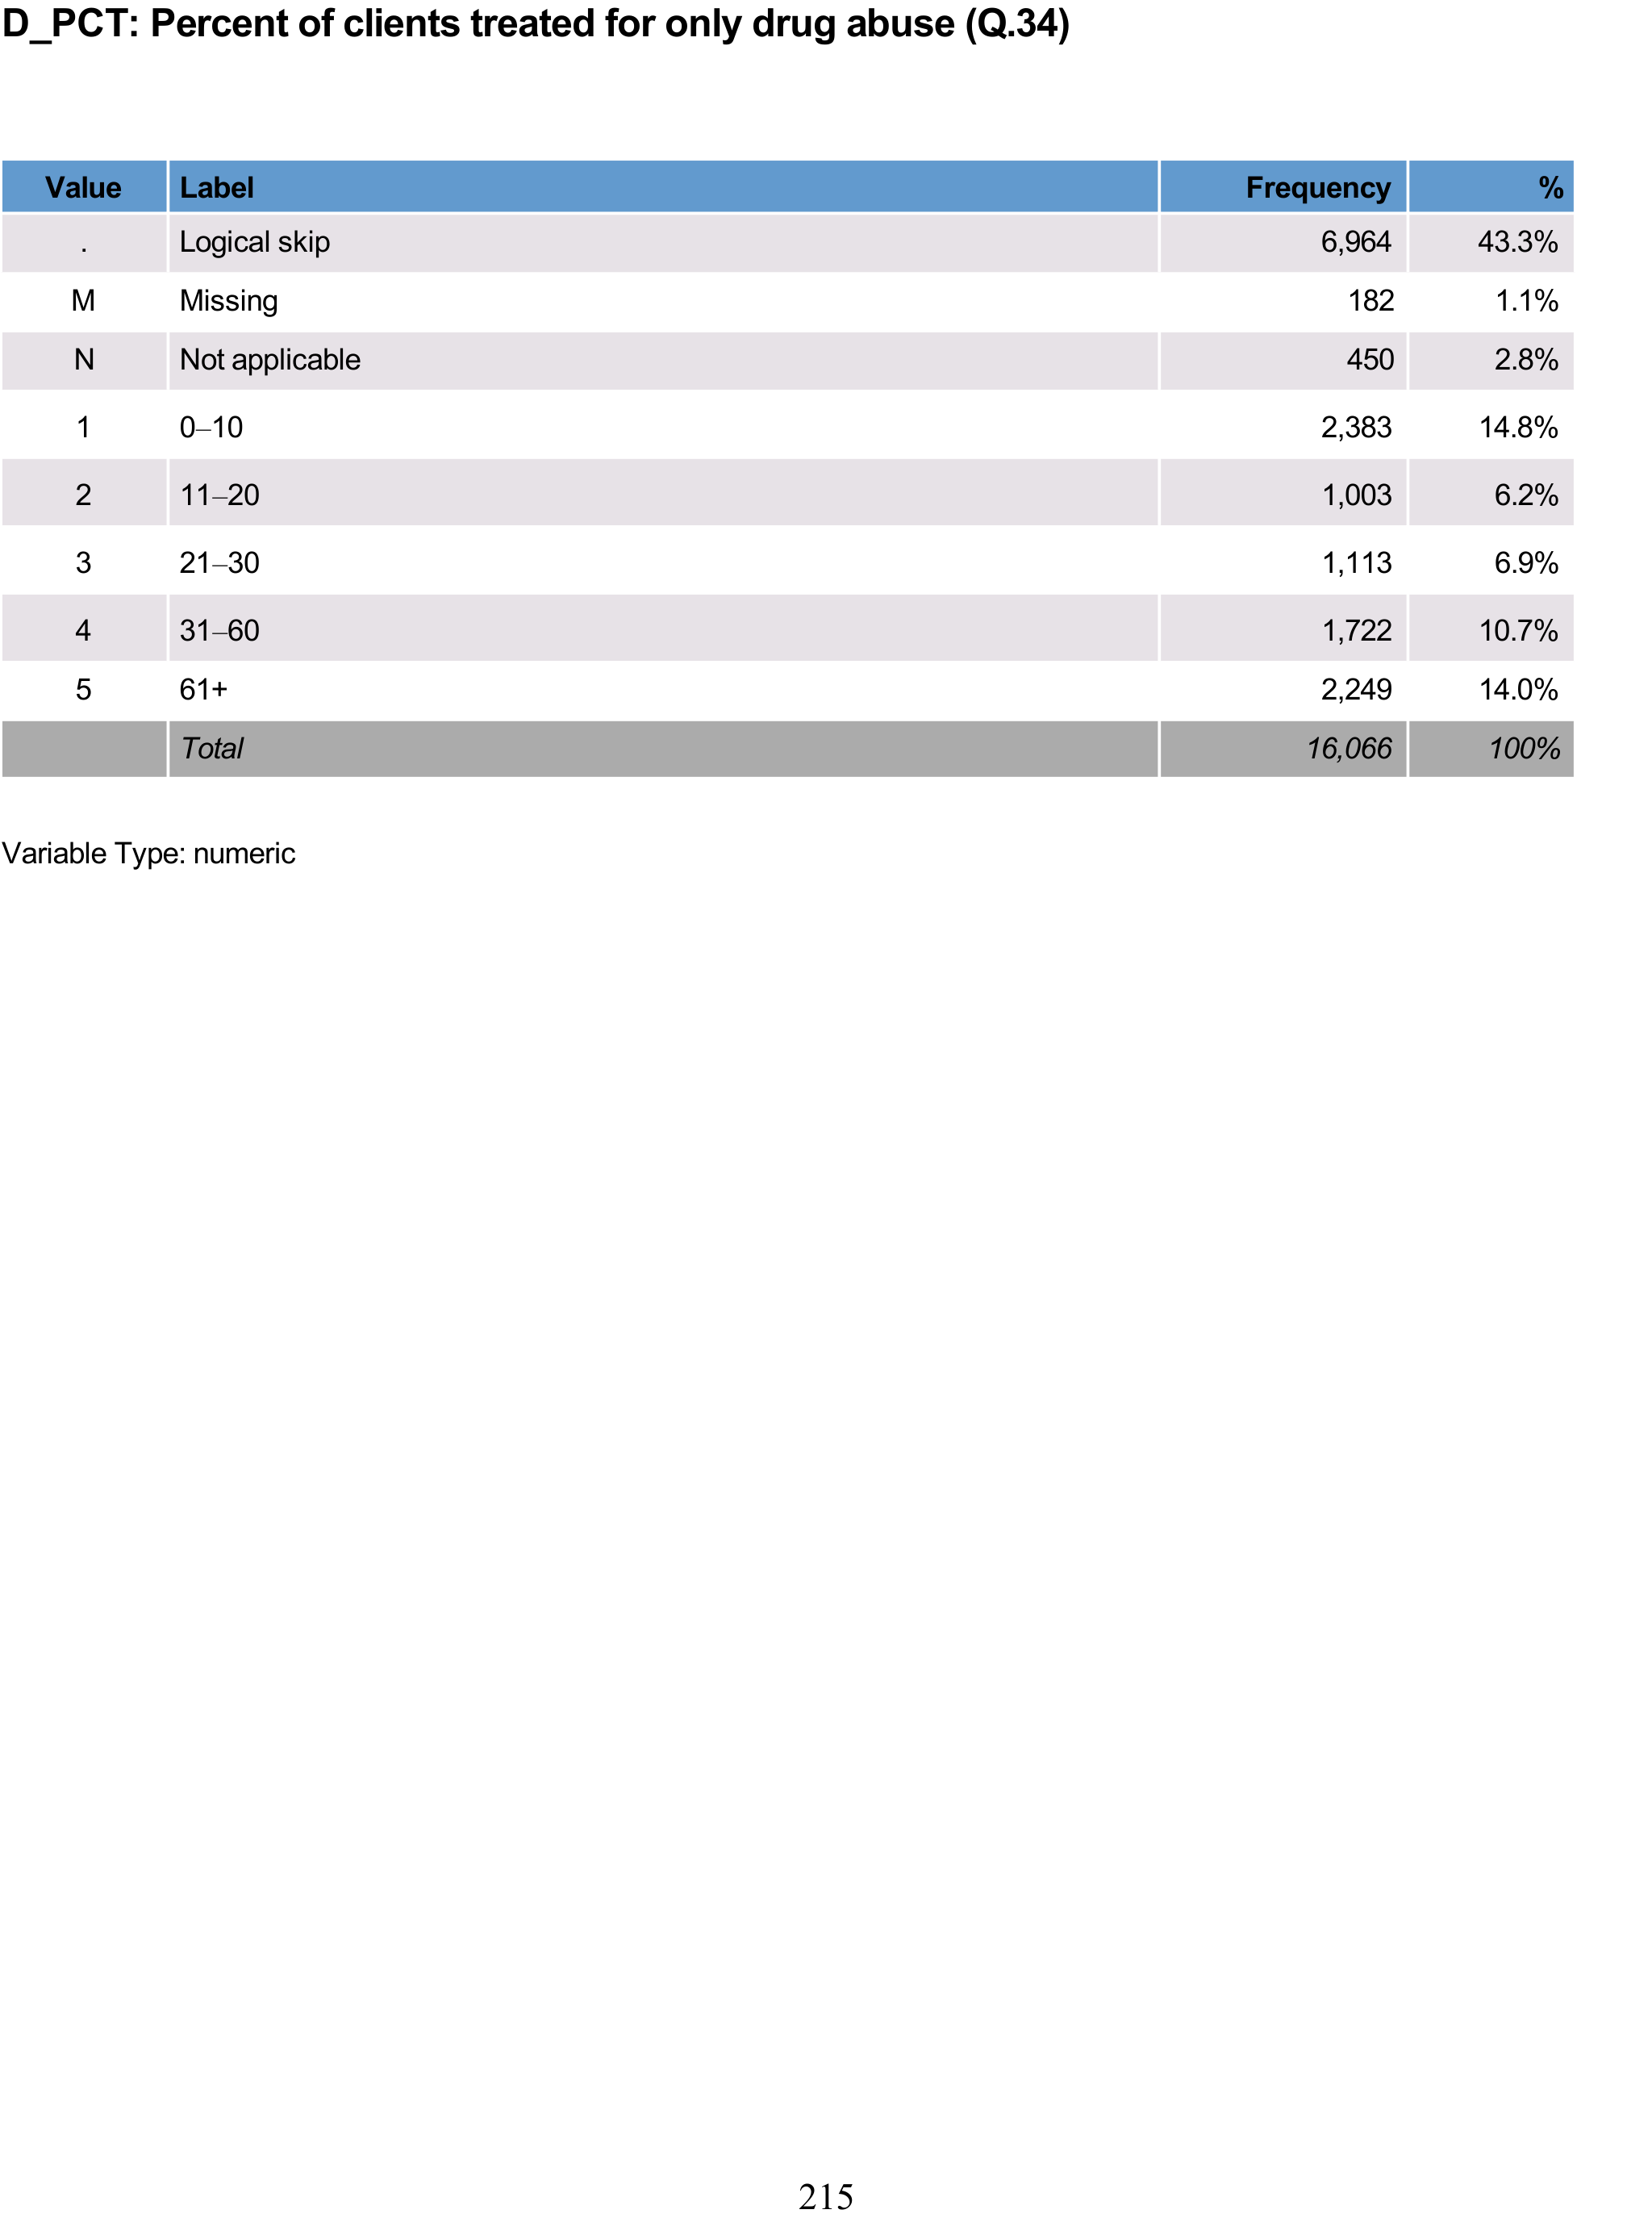 D_PCT: Percent of clients treated for only drug abuse (Q.34)
Value Label Frequency %
. Logical skip 6,964 43.3%
M Missing 182 1.1%
N Not applicable 450 2.8%
1 0–10 2,383 14.8%
2 11–20 1,003 6.2%
3 21–30 1,113 6.9%
4 31–60 1,722 10.7%
5 61+ 2,249 14.0%
Total 16,066 100%
Variable Type: numeric
215